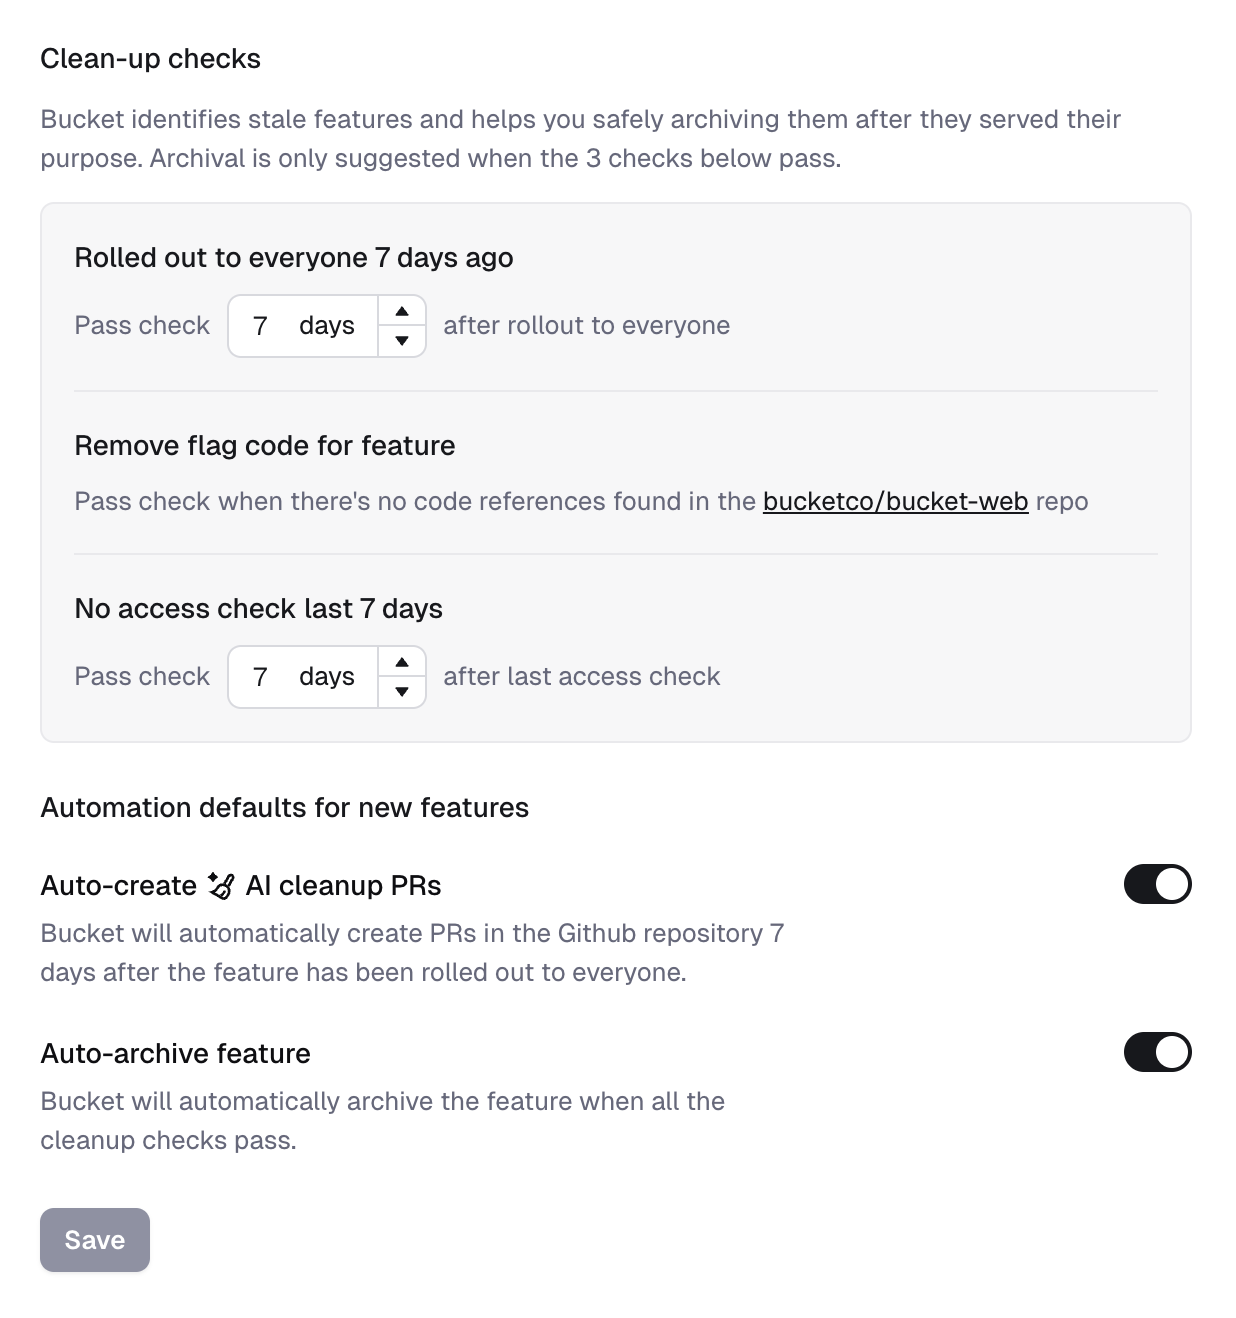 Clean-up checks
Bucket identifies stale features and helps you safely archiving them after they served their
purpose. Archival is only suggested when the 3 checks below pass.
Rolled out to everyone 7 days ago
Pass check 7 days after rollout to everyone
Remove flag code for feature
Pass check when there's no code references found in the bucketco/bucket-web repo
No access check last 7 days
Pass check 7 days after last access check
Automation defaults for new features
Auto-create AI cleanup PRs
Bucket will automatically create PRs in the Github repository 7
days after the feature has been rolled out to everyone.
Auto-archive feature
Bucket will automatically archive the feature when all the
cleanup checks pass.
Save